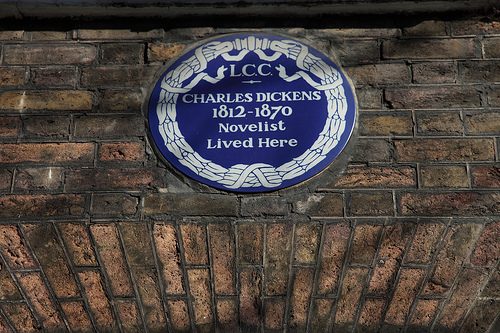 L.C.C.
CHARLES DICKENS
1812-1870
Novelist
Lived Here